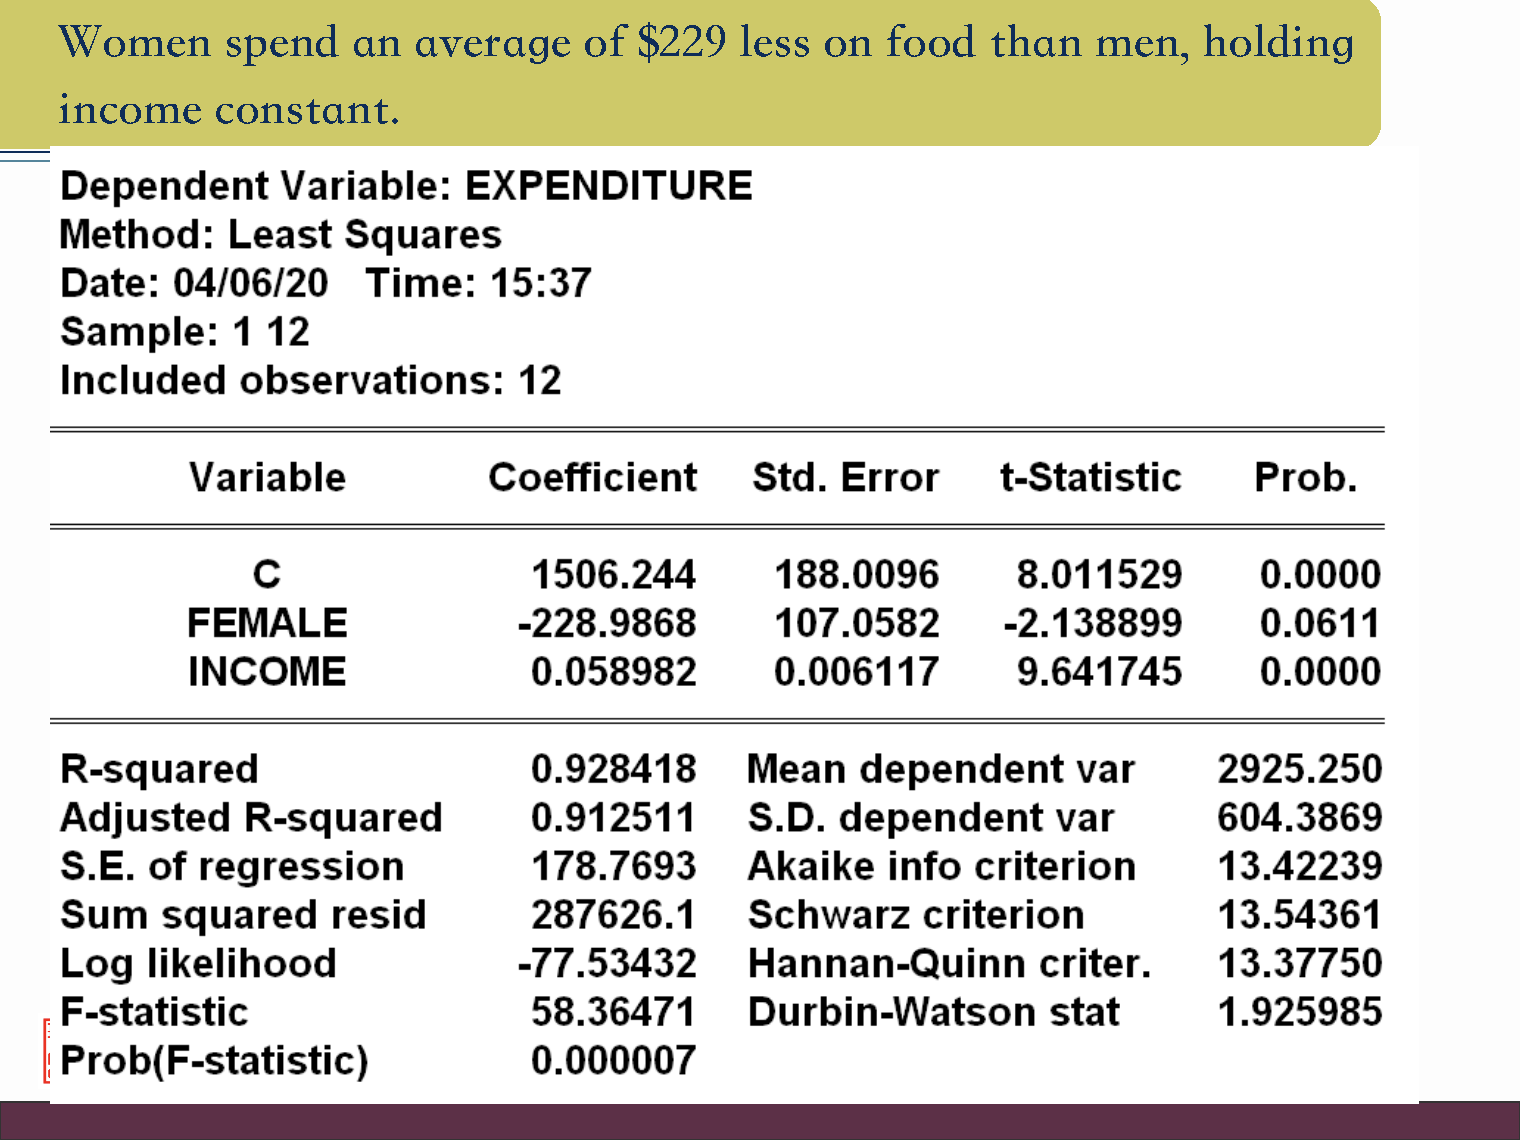 Women spend an average of $229 less on food than men, holding
income constant.
Dependent Variable: EXPENDITURE
Method: Least Squares
Date: 04/06/20 Time: 15:37
Sample: 1 12
Included observations: 12
Variable Coefficient Std. Error t-Statistic Prob.
C 1506.244 188.0096 8.011529 0.0000
FEMALE -228.9868 107.0582 -2.138899 0.0611
INCOME 0.058982 0.006117 9.641745 0.0000
R-squared 0.928418 Mean dependent var 2925.250
Adjusted R-squared 0.912511 S.D. dependent var 604.3869
S.E. of regression 178.7693 Akaike info criterion 13.42239
Sum squared resid 287626.1 Schwarz criterion 13.54361
Log likelihood -77.53432 Hannan-Quinn criter. 13.37750
F-statistic 58.36471 Durbin-Watson stat 1.925985
Prob(F-statistic) 0.000007